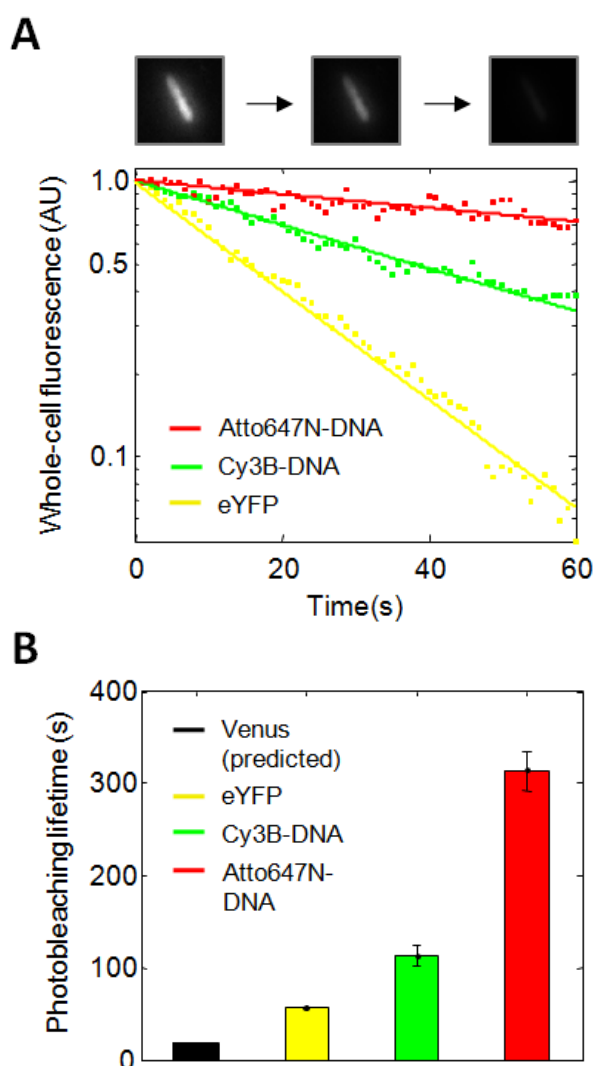 A
Whole-cell fluorescence (AU)
1.0
0.5
0.1
Atto647N-DNA
Cy3B-DNA
eYFP
0
20
40
60
Time(s)
B
Photobleaching lifetime (s)
400
300
200
100
0
Venus
(predicted)
eYFP
Cy3B-DNA
Atto647N-
DNA